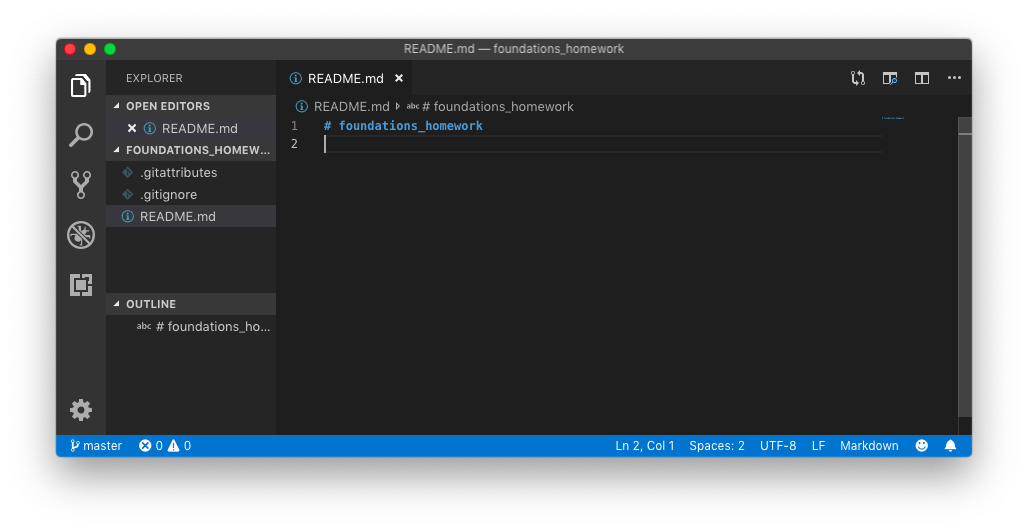 README.md — foundations_homework
EXPLORER
OPEN EDITORS
README.md
FOUNDATIONS_HOMEW...
.gitattributes
.gitignore
README.md
OUTLINE
abc # foundations_ho...
README.md
README.md abc # foundations_homework
1 # foundations_homework
2
master 0 0 Ln 2, Col 1 Spaces: 2 UTF-8 LF Markdown